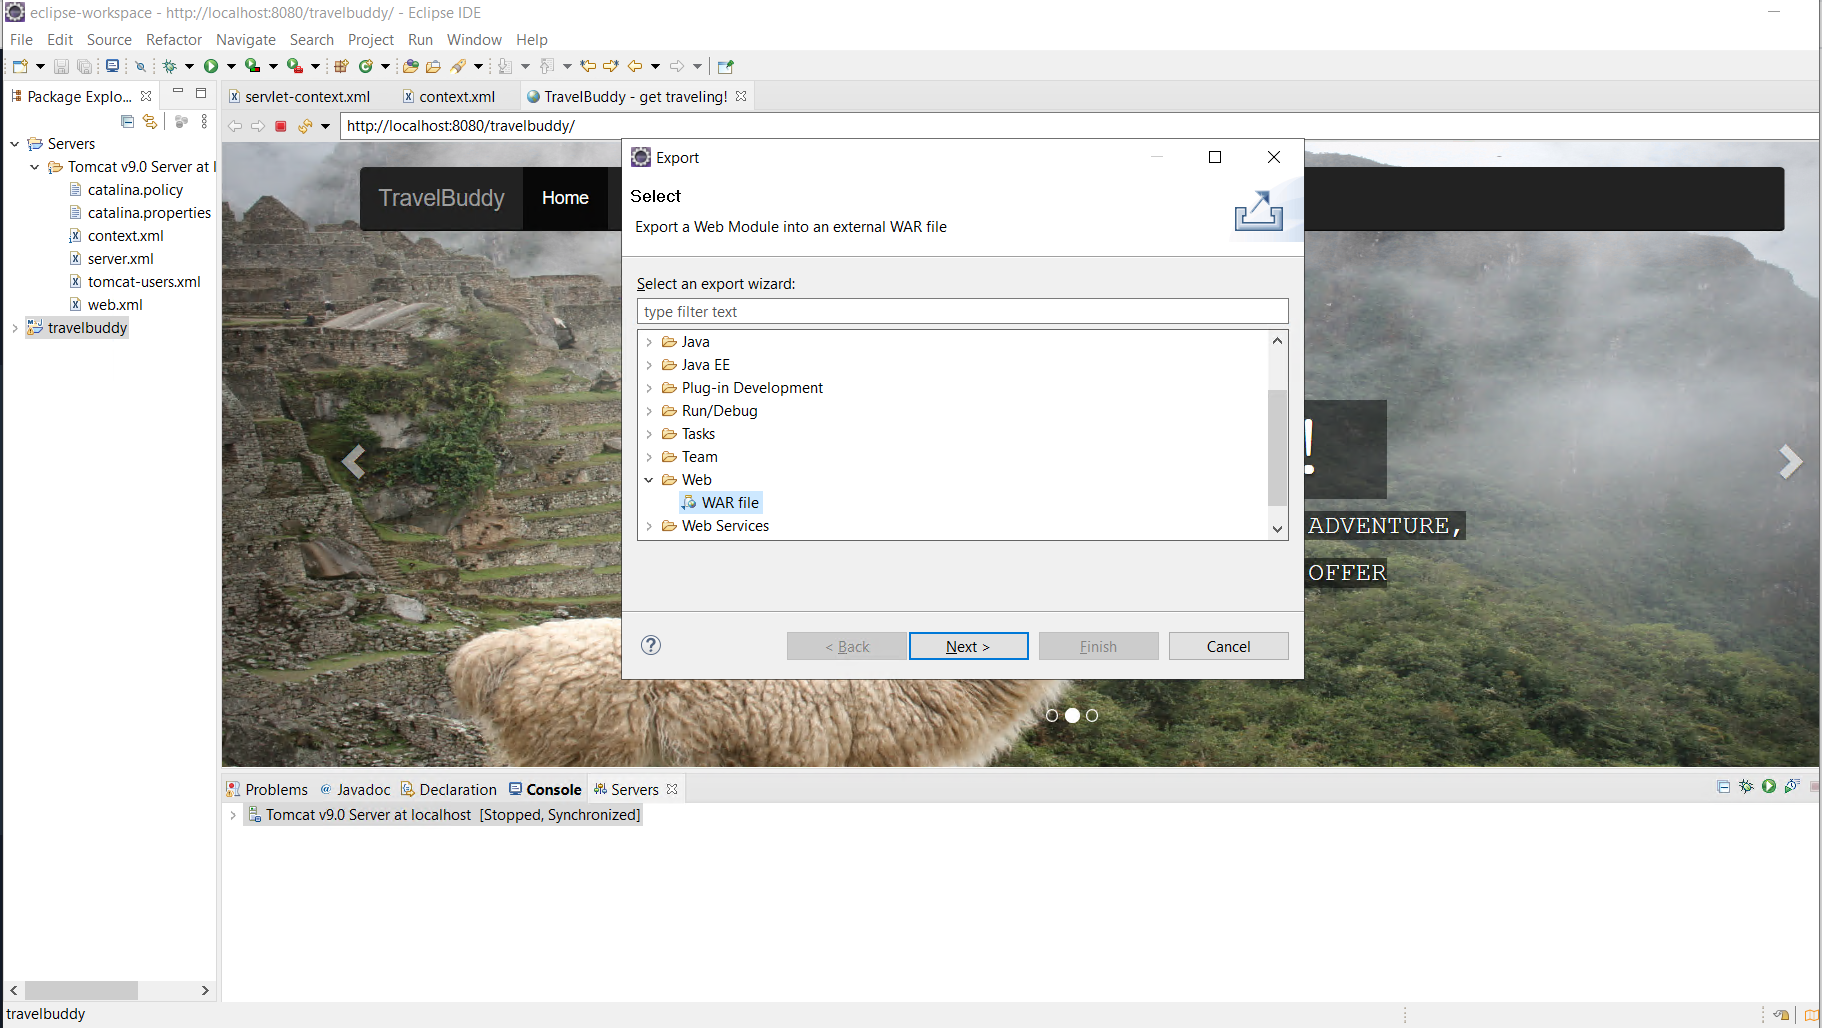 eclipse-workspace - http://localhost:8080/travelbuddy/ - Eclipse IDE
File Edit Source Refactor Navigate Search Project Run Window Help
Package Explo...
servlet-context.xml
context.xml
TravelBuddy - get traveling!
http://localhost:8080/travelbuddy/
Servers
Tomcat v9.0 Server at l
catalina.policy
catalina.properties
context.xml
server.xml
tomcat-users.xml
web.xml
travelbuddy
TravelBuddy
Home
!
ADVENTURE,
OFFER
Export
Select
Export a Web Module into an external WAR file
Select an export wizard:
type filter text
Java
Java EE
Plug-in Development
Run/Debug
Tasks
Team
Web
WAR file
Web Services
< Back
Next >
Finish
Cancel
Problems
@ Javadoc
Declaration
Console
Servers
Tomcat v9.0 Server at localhost [Stopped, Synchronized]
travelbuddy